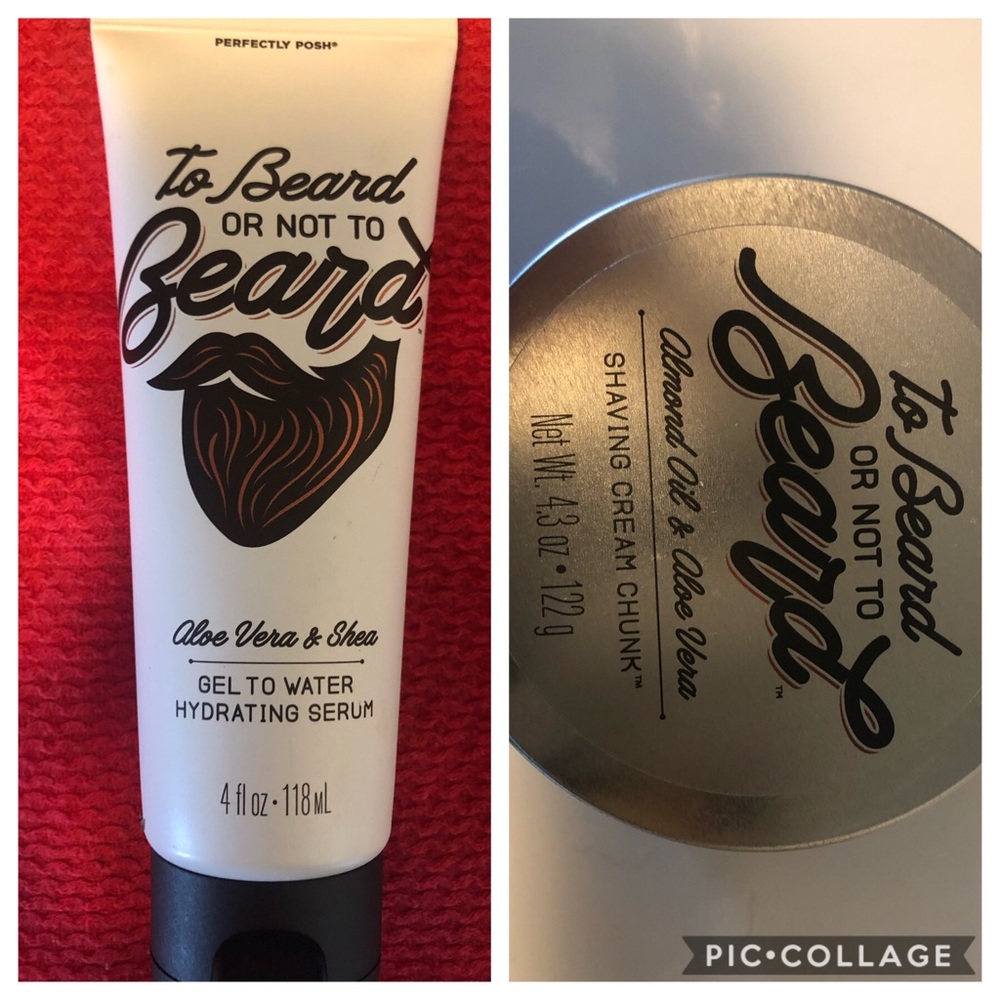 PERFECTLY POSH®
To Beard
OR NOT TO
Beard™
Aloe Vera & Shea
GEL TO WATER
HYDRATING SERUM
4 fl oz • 118 mL
To Beard
OR NOT TO
Beard™
Almond Oil & Aloe Vera
SHAVING CREAM CHUNK™
Net Wt. 4.3 oz • 122 g
PIC•COLLAGE